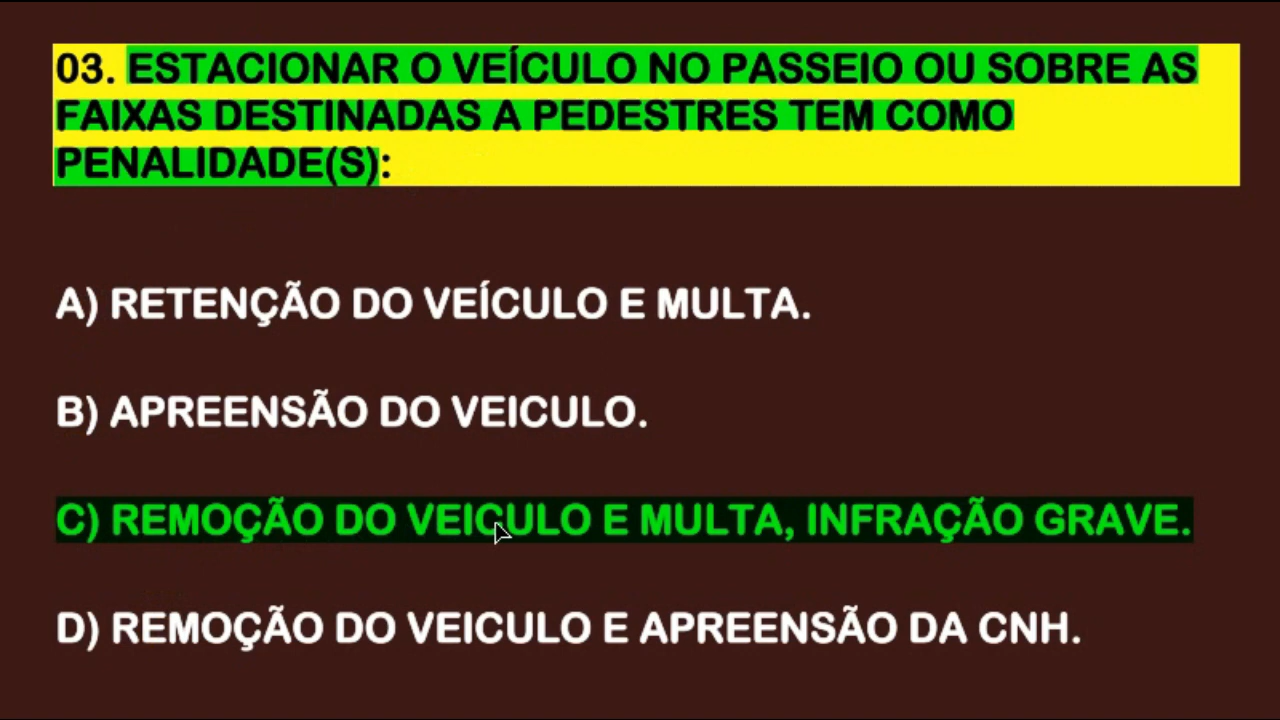 03. ESTACIONAR O VEÍCULO NO PASSEIO OU SOBRE AS
FAIXAS DESTINADAS A PEDESTRES TEM COMO
PENALIDADE(S):
A) RETENÇÃO DO VEÍCULO E MULTA.
B) APREENSÃO DO VEICULO.
C) REMOÇÃO DO VEICULO E MULTA, INFRAÇÃO GRAVE.
D) REMOÇÃO DO VEICULO E APREENSÃO DA CNH.